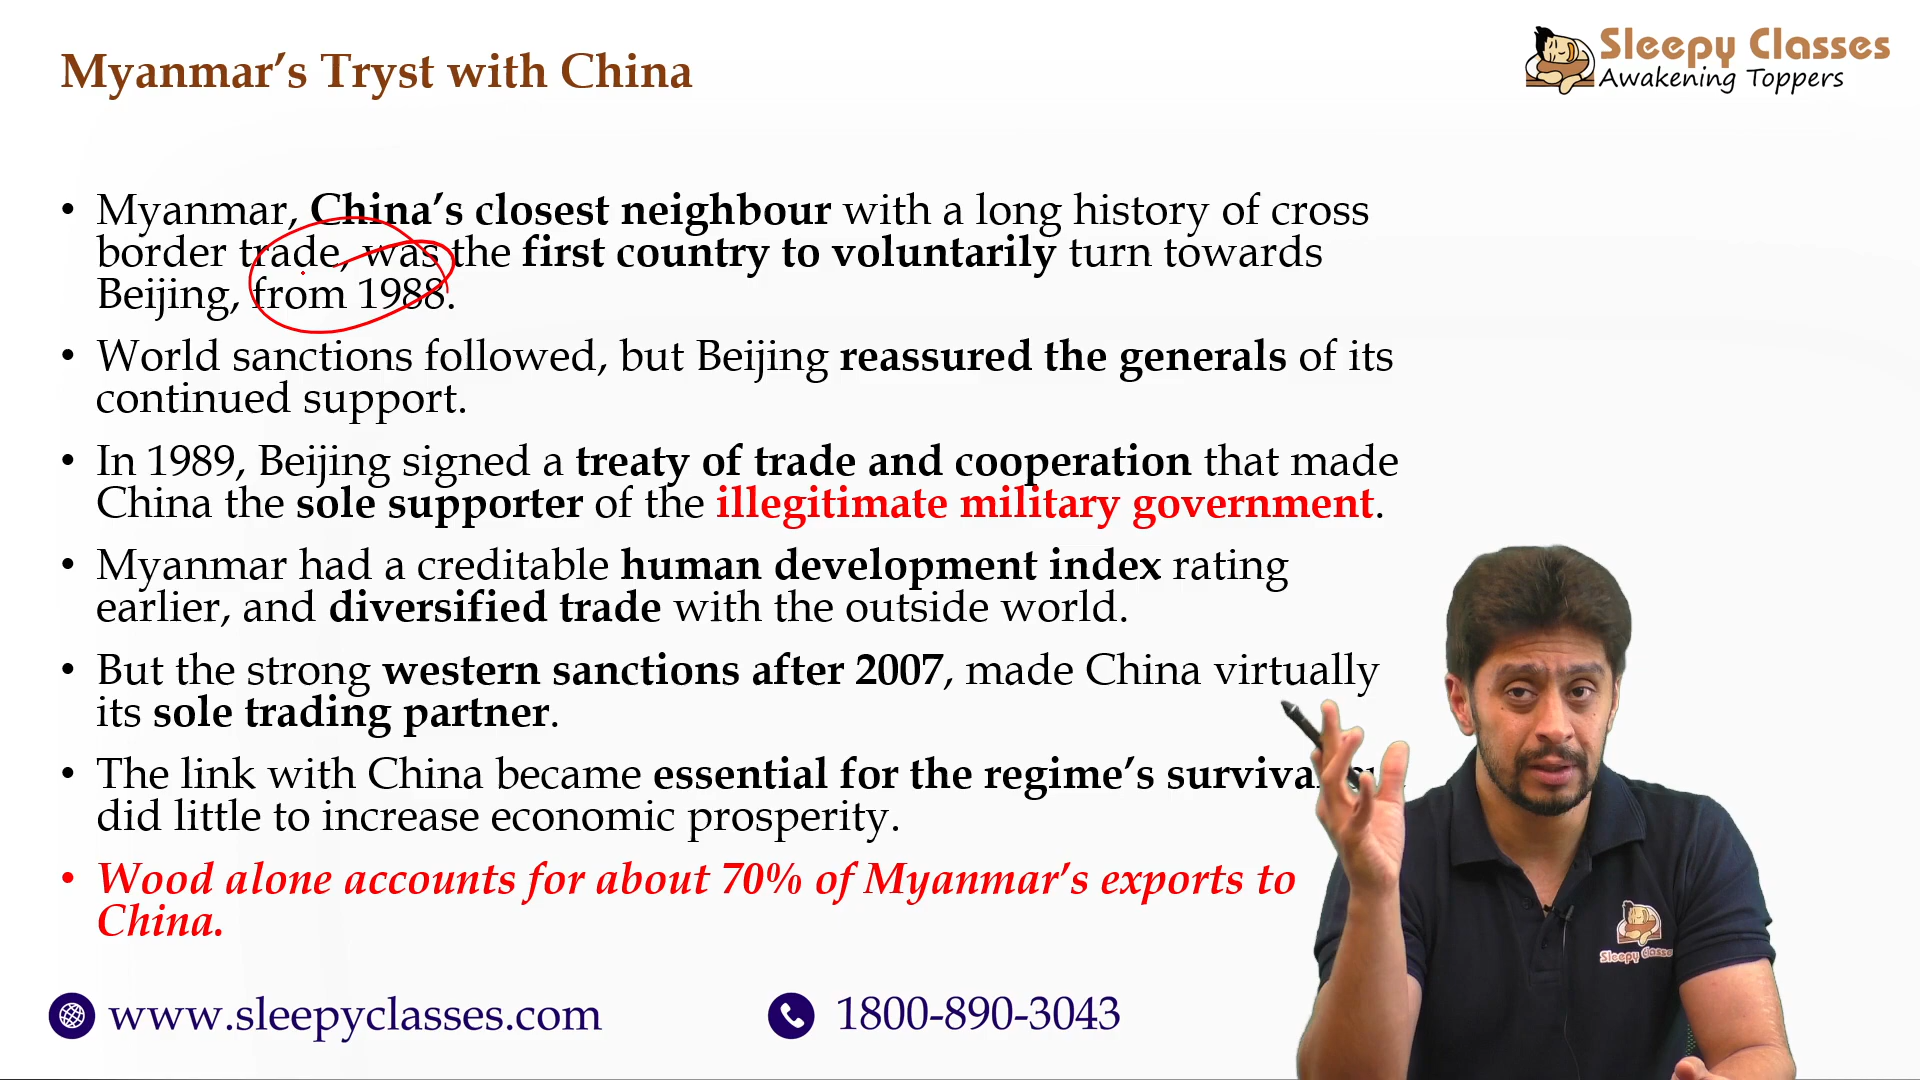 Myanmar’s Tryst with China
Sleepy Classes
Awakening Toppers
• Myanmar, China’s closest neighbour with a long history of cross
border trade, was the first country to voluntarily turn towards
Beijing, from 1988.
• World sanctions followed, but Beijing reassured the generals of its
continued support.
• In 1989, Beijing signed a treaty of trade and cooperation that made
China the sole supporter of the illegitimate military government.
• Myanmar had a creditable human development index rating
earlier, and diversified trade with the outside world.
• But the strong western sanctions after 2007, made China virtually
its sole trading partner.
• The link with China became essential for the regime’s
did little to increase economic prosperity.
• Wood alone accounts for about 70% of Myanmar’s exports to
China.
Sleepy Classes
www.sleepyclasses.com
1800-890-3043